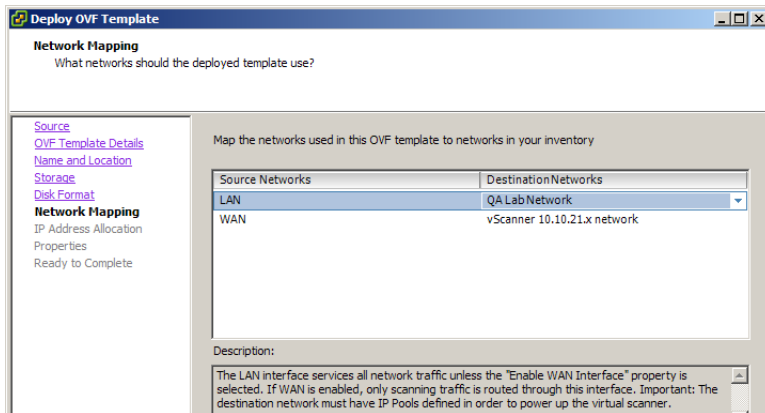 Deploy OVF Template
Network Mapping
What networks should the deployed template use?
Source
OVF Template Details
Name and Location
Storage
Disk Format
Network Mapping
IP Address Allocation
Properties
Ready to Complete
Map the networks used in this OVF template to networks in your inventory
Source Networks Destination Networks
LAN QA Lab Network
WAN vScanner 10.10.21.x network
Description:
The LAN interface services all network traffic unless the "Enable WAN Interface" property is
selected. If WAN is enabled, only scanning traffic is routed through this interface. Important: The
destination network must have IP Pools defined in order to power up the virtual scanner.